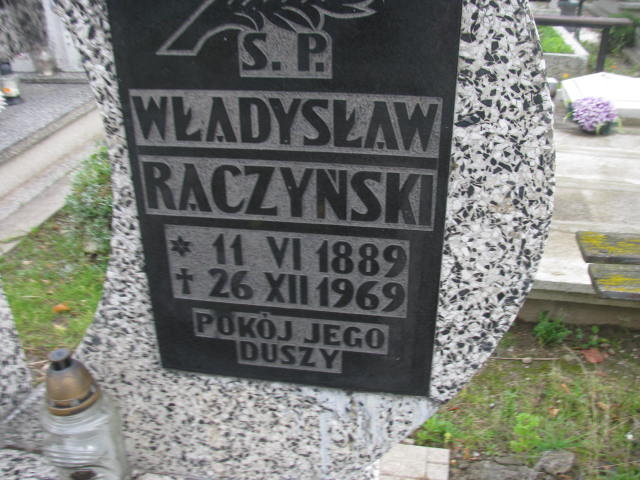 Ś. P.
WŁADYSŁAW
RACZYŃSKI
* 11 VI 1889
† 26 XII 1969
POKÓJ JEGO
DUSZY